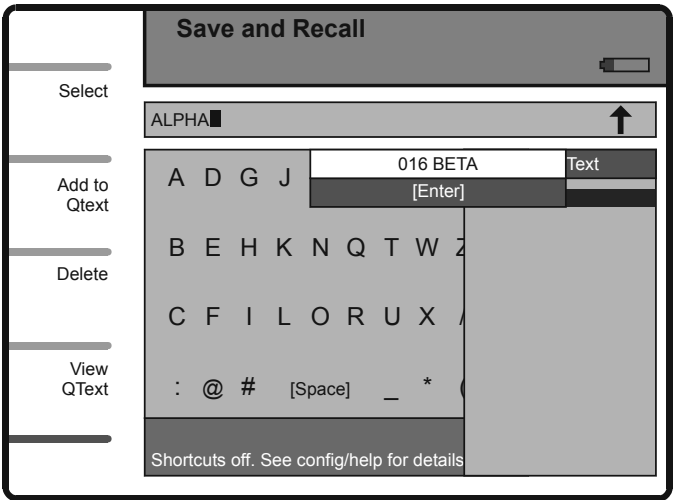 Save and Recall
Select
ALPHA
Add to
Qtext
Delete
View
QText
A D G J
016 BETA
Text
[Enter]
B E H K N Q T W Z
C F I L O R U X /
: @ # [Space] _ * (
Shortcuts off. See config/help for details